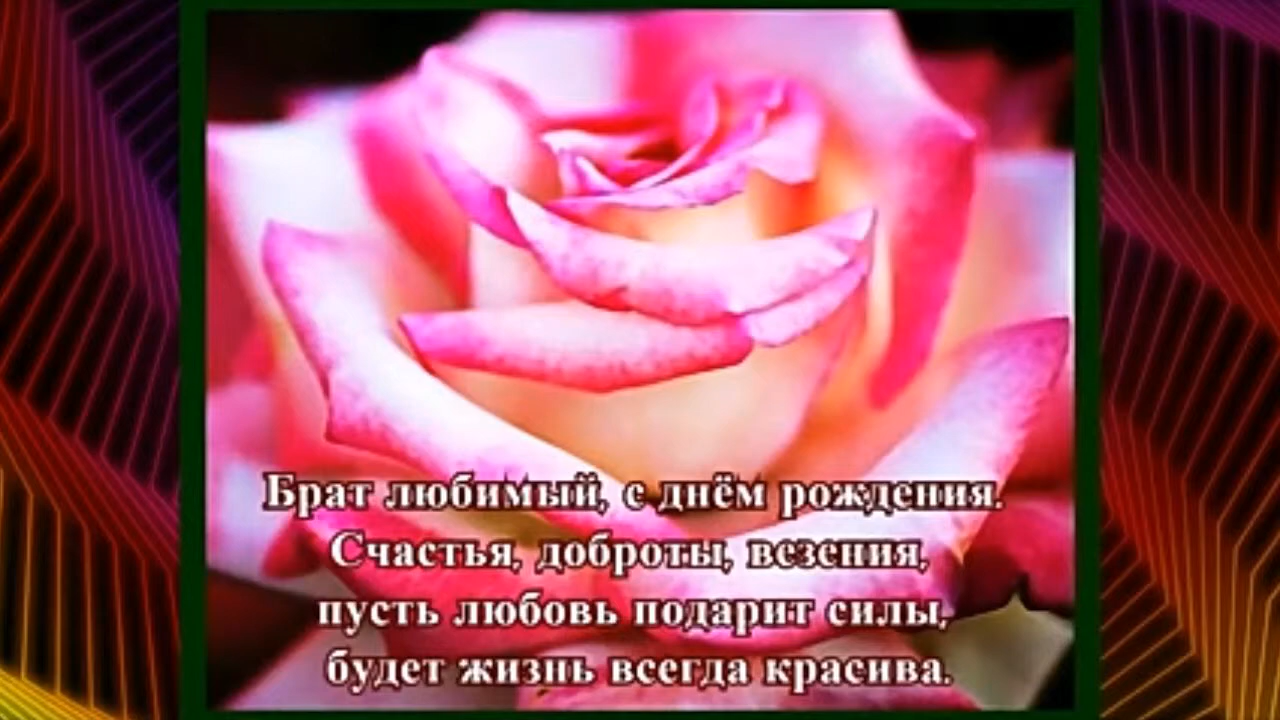 Брат любимый, с днём рождения.
Счастья, доброты, везения,
пусть любовь подарит силы,
будет жизнь всегда красива.